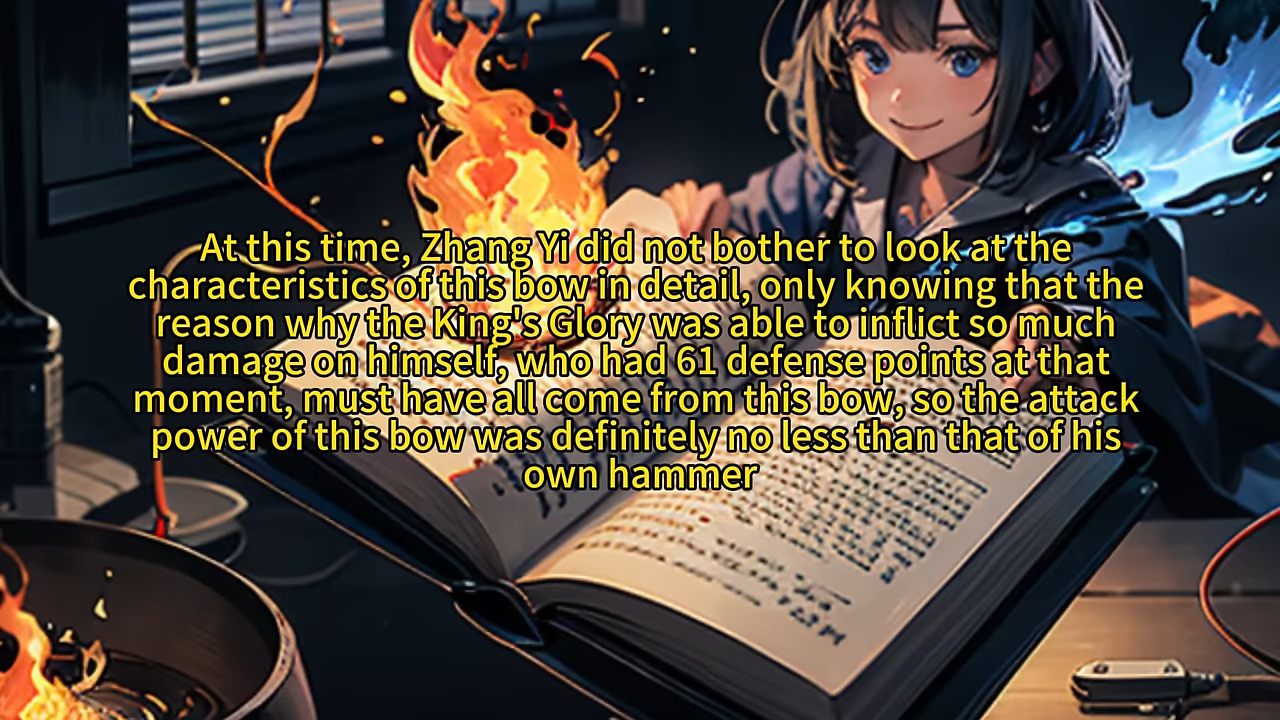 At this time, Zhang Yi did not bother to look at the
characteristics of this bow in detail, only knowing that the
reason why the King's Glory was able to inflict so much
damage on himself, who had 61 defense points at that
moment, must have all come from this bow, so the attack
power of this bow was definitely no less than that of his
own hammer